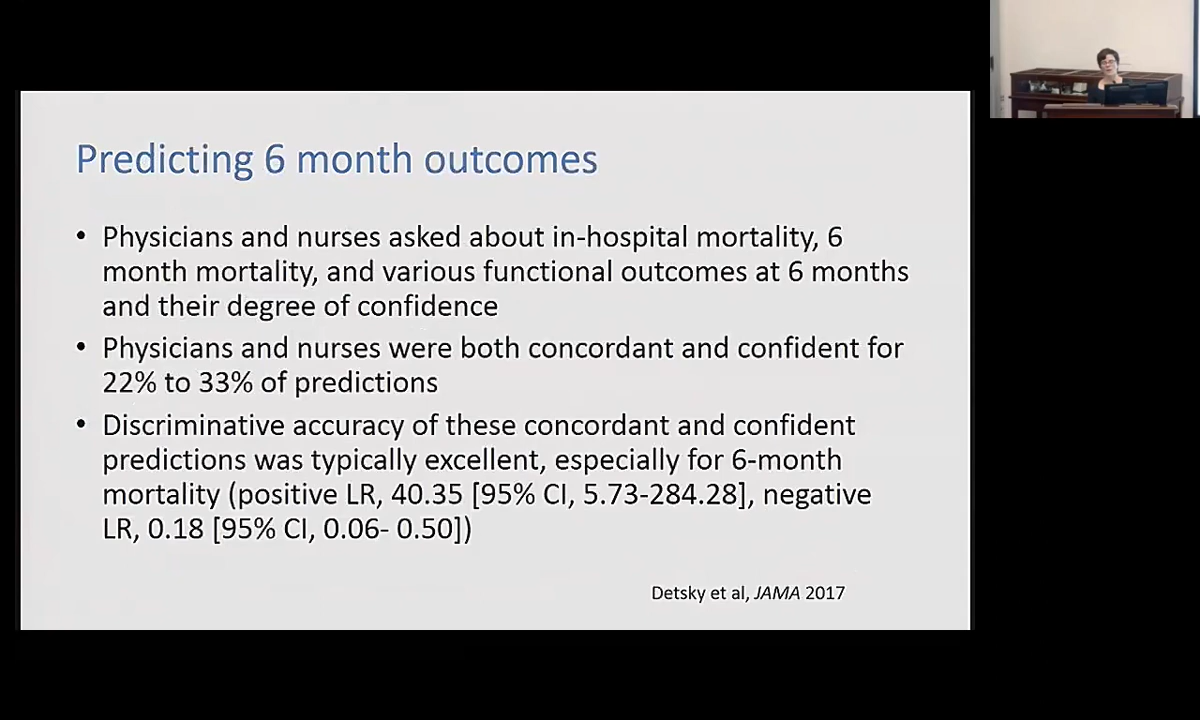 Predicting 6 month outcomes
• Physicians and nurses asked about in-hospital mortality, 6
month mortality, and various functional outcomes at 6 months
and their degree of confidence
• Physicians and nurses were both concordant and confident for
22% to 33% of predictions
• Discriminative accuracy of these concordant and confident
predictions was typically excellent, especially for 6-month
mortality (positive LR, 40.35 [95% CI, 5.73-284.28], negative
LR, 0.18 [95% CI, 0.06- 0.50])
Detsky et al, JAMA 2017